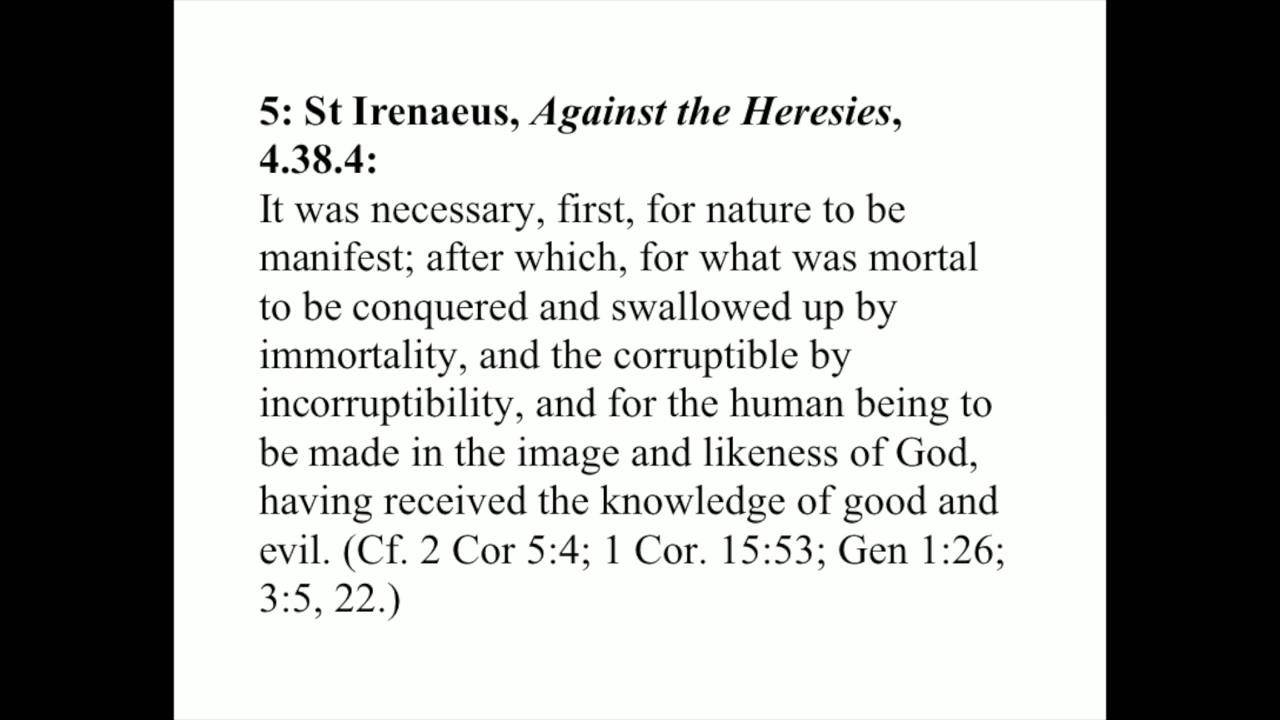 5: St Irenaeus, Against the Heresies,
4.38.4:
It was necessary, first, for nature to be
manifest; after which, for what was mortal
to be conquered and swallowed up by
immortality, and the corruptible by
incorruptibility, and for the human being to
be made in the image and likeness of God,
having received the knowledge of good and
evil. (Cf. 2 Cor 5:4; 1 Cor. 15:53; Gen 1:26;
3:5, 22.)